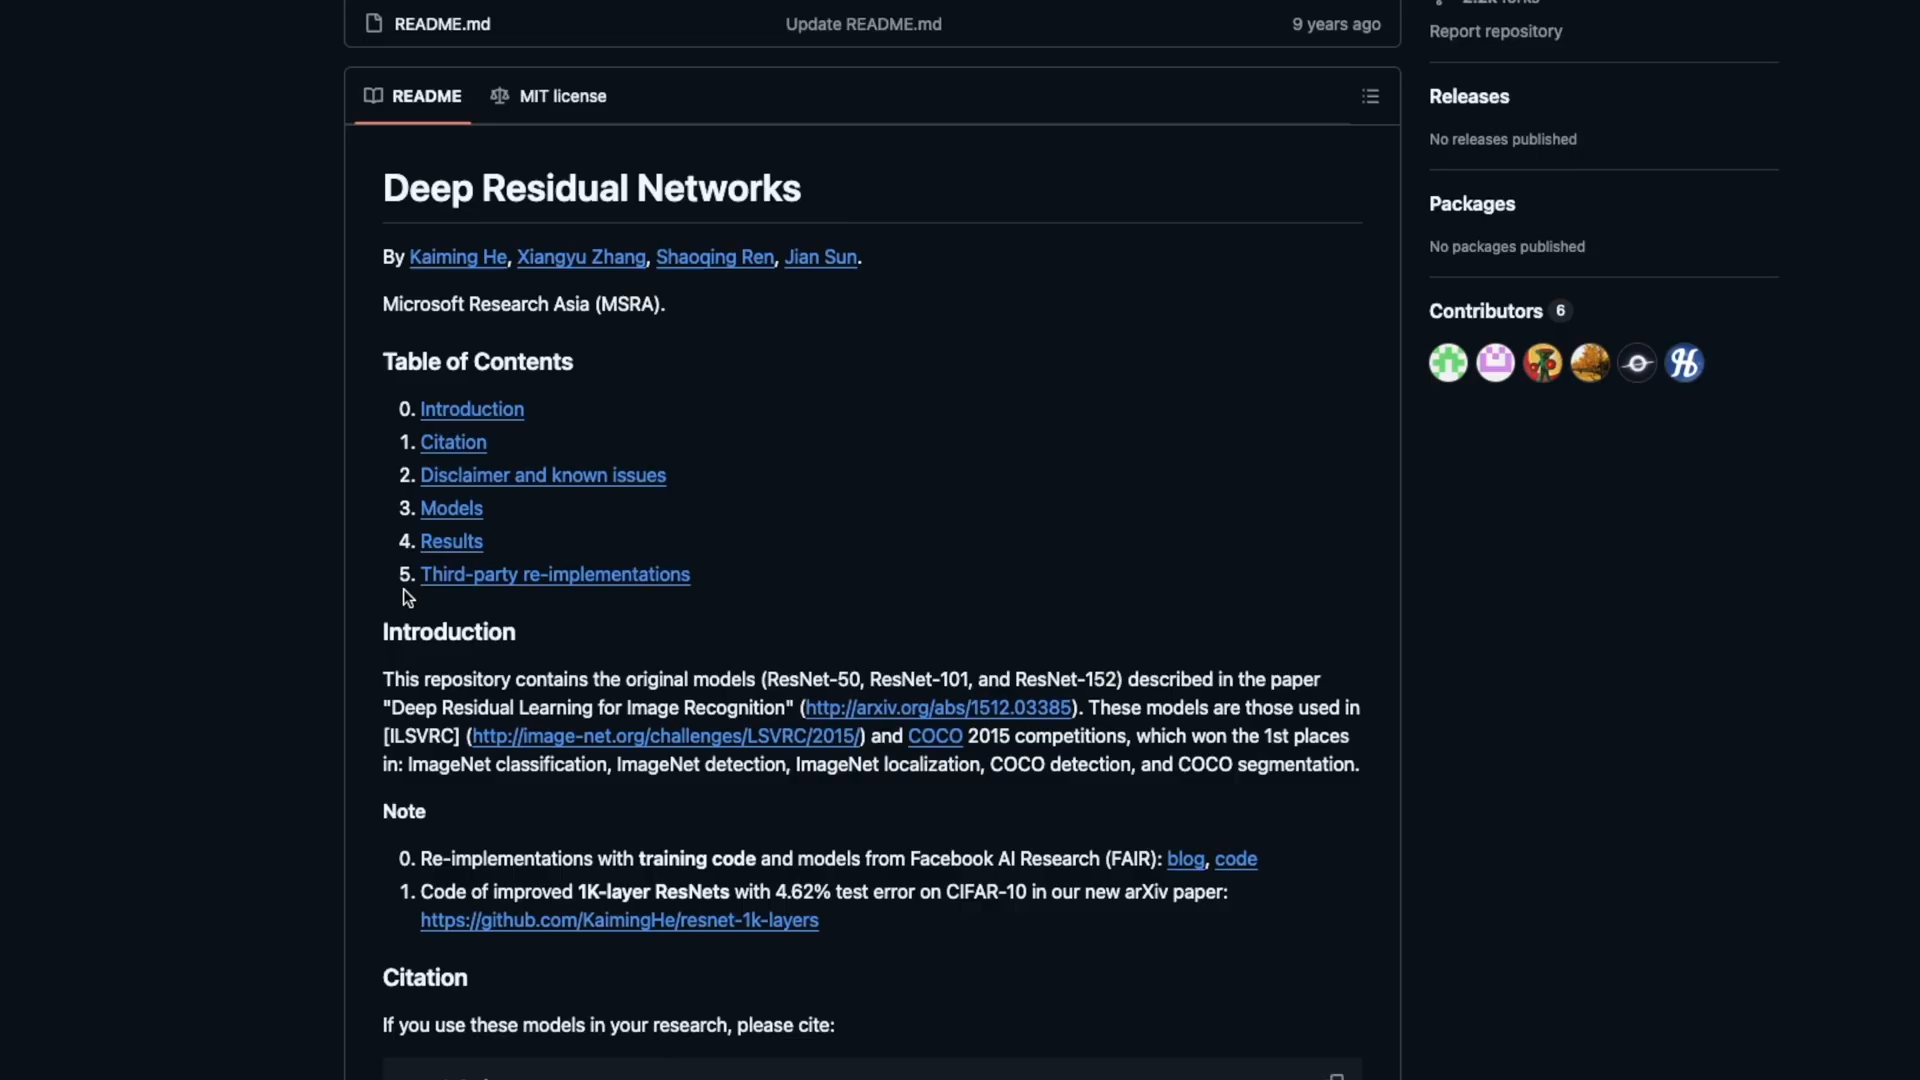 README.md Update README.md 9 years ago
2.2k forks
Report repository
README MIT license
Releases
No releases published
Deep Residual Networks
Packages
By Kaiming He, Xiangyu Zhang, Shaoqing Ren, Jian Sun.
No packages published
Microsoft Research Asia (MSRA).
Contributors 6
Table of Contents
0. Introduction
1. Citation
2. Disclaimer and known issues
3. Models
4. Results
5. Third-party re-implementations
Introduction
This repository contains the original models (ResNet-50, ResNet-101, and ResNet-152) described in the paper
"Deep Residual Learning for Image Recognition" (http://arxiv.org/abs/1512.03385). These models are those used in
[ILSVRC] (http://image-net.org/challenges/LSVRC/2015/) and COCO 2015 competitions, which won the 1st places
in: ImageNet classification, ImageNet detection, ImageNet localization, COCO detection, and COCO segmentation.
Note
0. Re-implementations with training code and models from Facebook AI Research (FAIR): blog, code
1. Code of improved 1K-layer ResNets with 4.62% test error on CIFAR-10 in our new arXiv paper:
https://github.com/KaimingHe/resnet-1k-layers
Citation
If you use these models in your research, please cite: